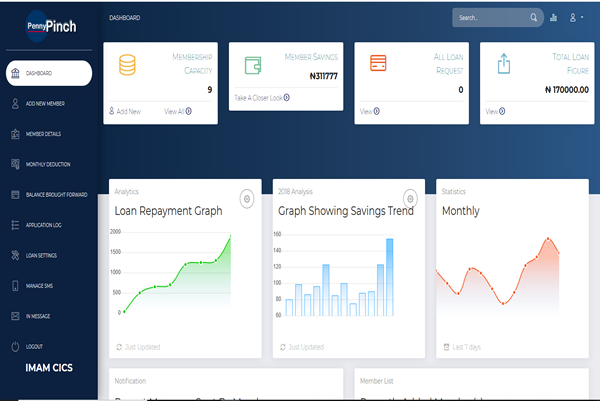 PennyPinch
DASHBOARD
ADD NEW MEMBER
MEMBER DETAILS
MONTHLY DEDUCTION
BALANCE BROUGHT FORWARD
APPLICATION LOG
LOAN SETTINGS
MANAGE SMS
IN MESSAGE
LOGOUT
IMAM CICS
DASHBOARD
Search..
Membership
Capacity
9
Add New View All
Member Savings
₦311777
Take A Closer Look
All Loan
Request
0
View
Total Loan
Figure
₦ 170000.00
View
Analytics
Loan Repayment Graph
2000
1500
1000
500
0
Just Updated
2018 Analysis
Graph Showing Savings Trend
160
140
120
100
80
60
Just Updated
Statistics
Monthly
Last 7 days
Notification
Member List